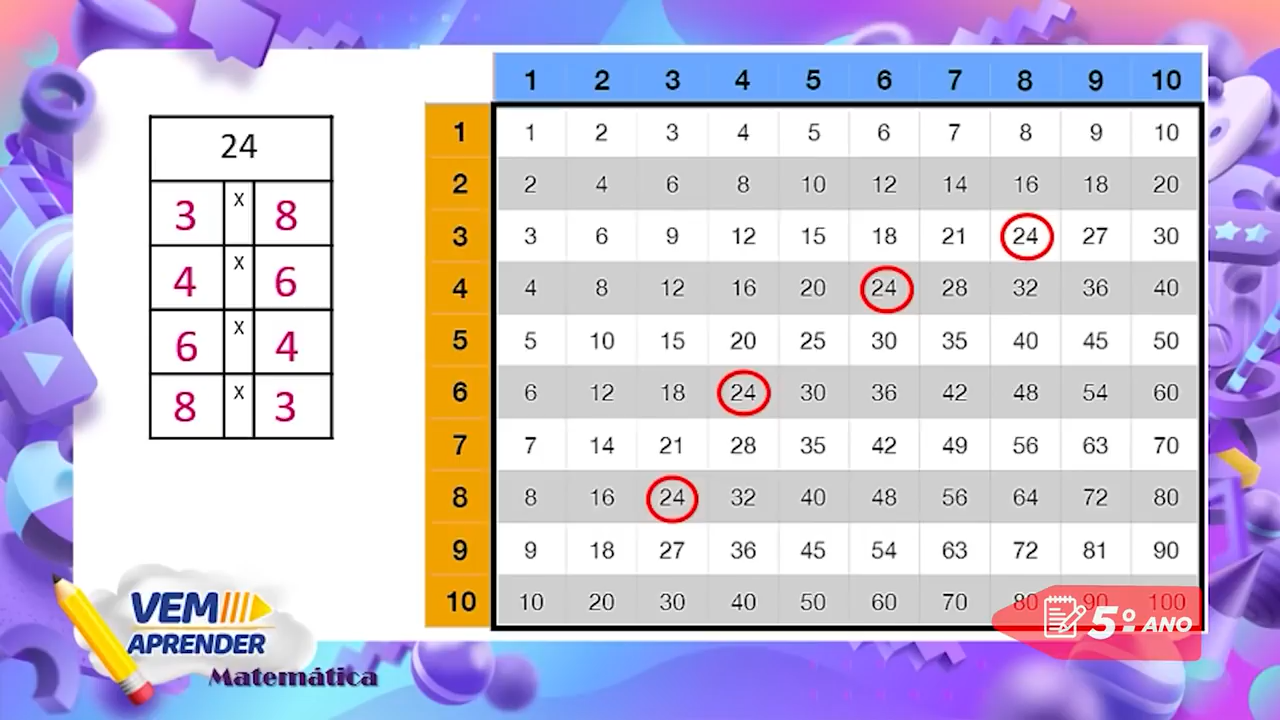 24
3 x 8
4 x 6
6 x 4
8 x 3
1 2 3 4 5 6 7 8 9 10
1 1 2 3 4 5 6 7 8 9 10
2 2 4 6 8 10 12 14 16 18 20
3 3 6 9 12 15 18 21 24 27 30
4 4 8 12 16 20 24 28 32 36 40
5 5 10 15 20 25 30 35 40 45 50
6 6 12 18 24 30 36 42 48 54 60
7 7 14 21 28 35 42 49 56 63 70
8 8 16 24 32 40 48 56 64 72 80
9 9 18 27 36 45 54 63 72 81 90
10 10 20 30 40 50 60 70 80 90 100
VEM
APRENDER
Matemática
5º ANO